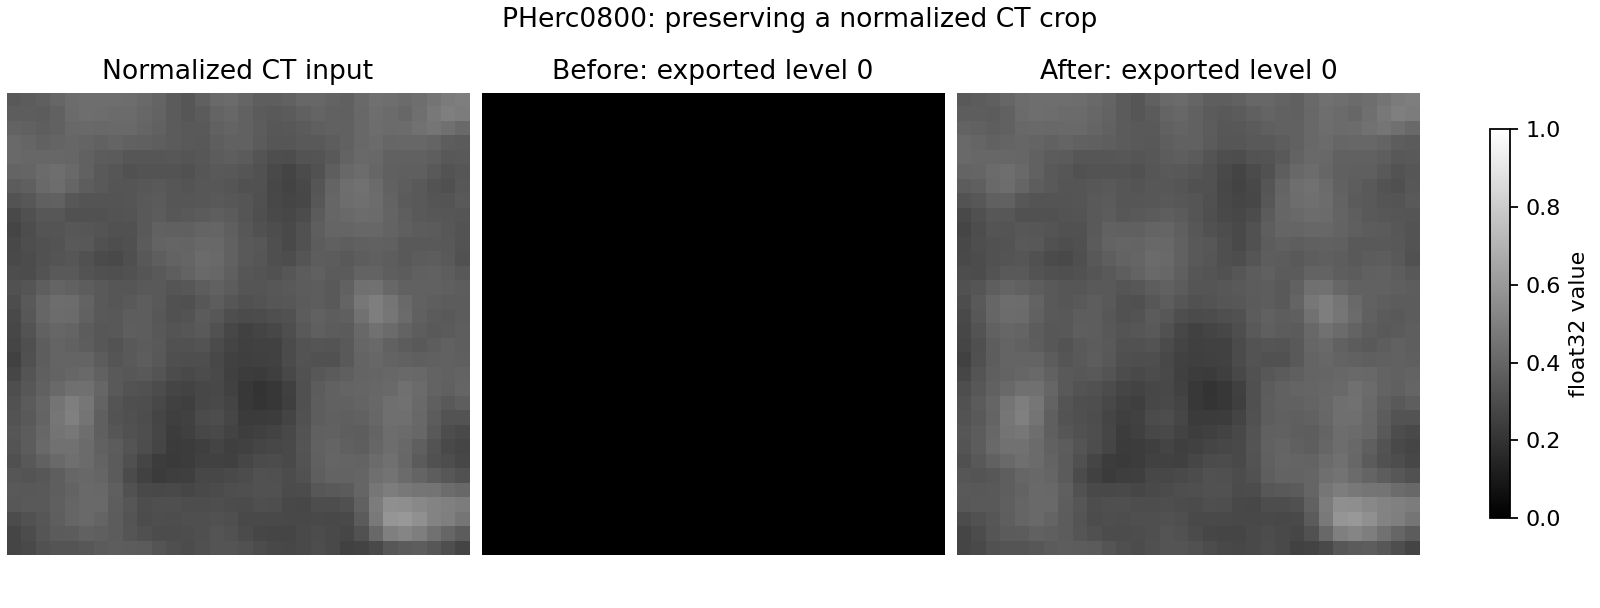 PHerc0800: preserving a normalized CT crop
Normalized CT input
Before: exported level 0
After: exported level 0
1.0
0.8
0.6
0.4
0.2
0.0
float32 value